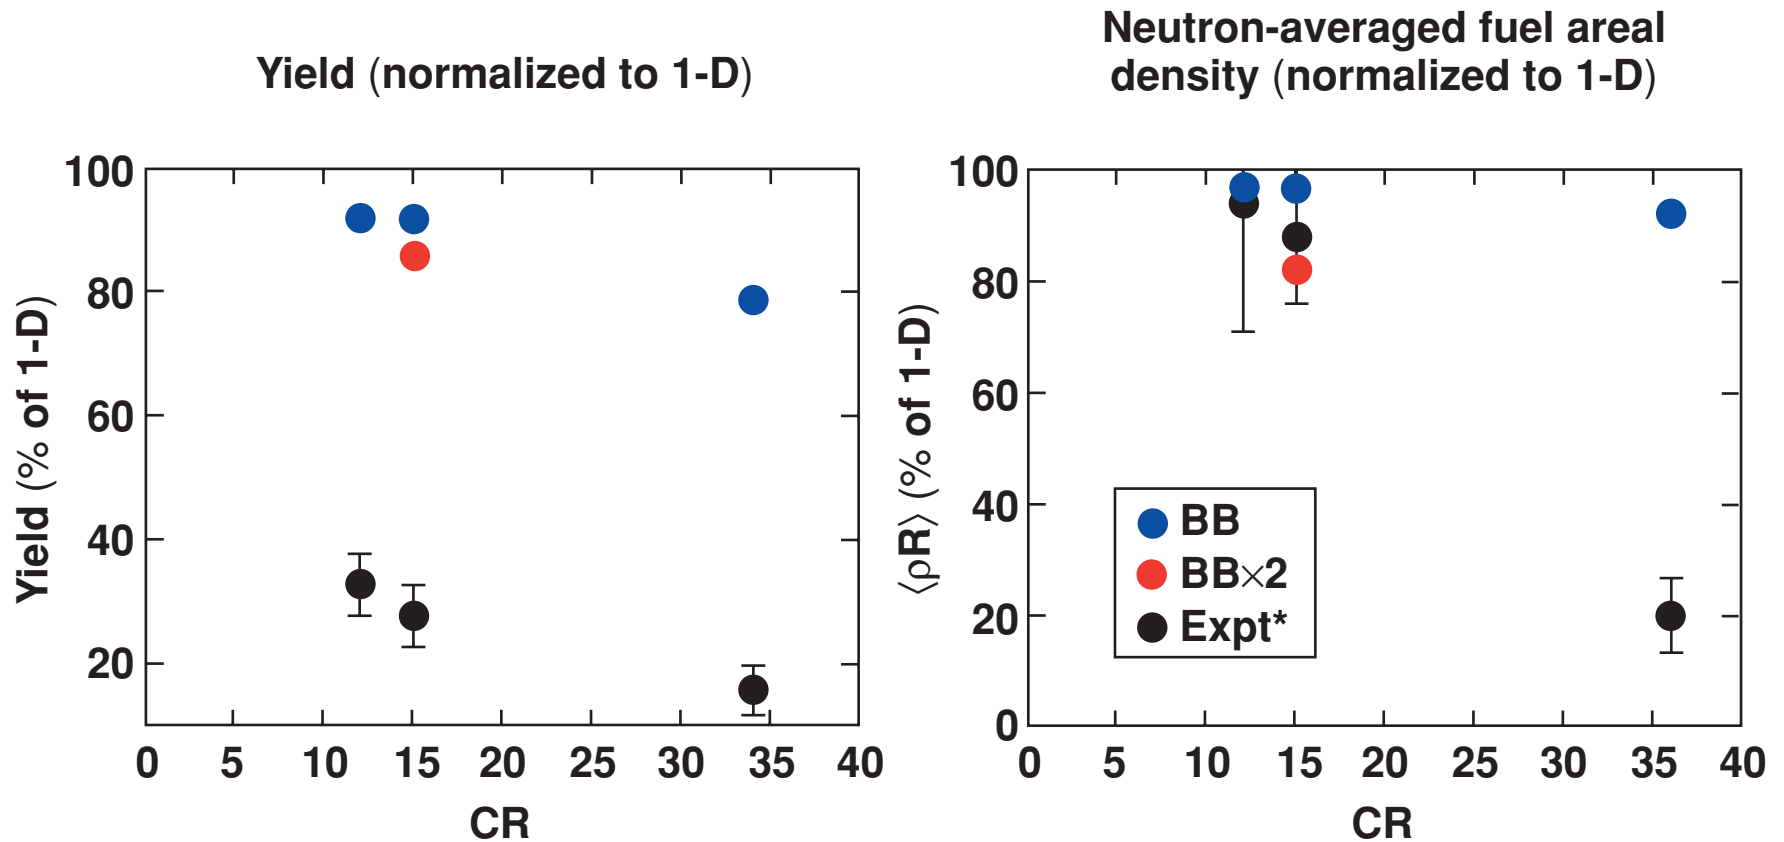 Yield (normalized to 1-D)
Yield (% of 1-D)
100
80
60
40
20
0
5
10
15
20
25
30
35
40
CR
Neutron-averaged fuel areal
density (normalized to 1-D)
⟨ρR⟩ (% of 1-D)
100
80
60
40
20
0
BB
BB×2
Expt*
0
5
10
15
20
25
30
35
40
CR